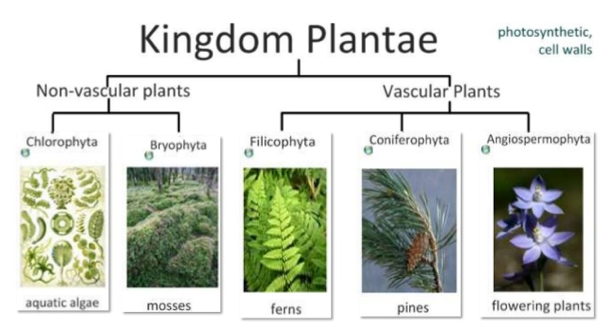 Kingdom Plantae
photosynthetic,
cell walls
Non-vascular plants
Vascular Plants
Chlorophyta
Bryophyta
Filicophyta
Coniferophyta
Angiospermophyta
aquatic algae
mosses
ferns
pines
flowering plants